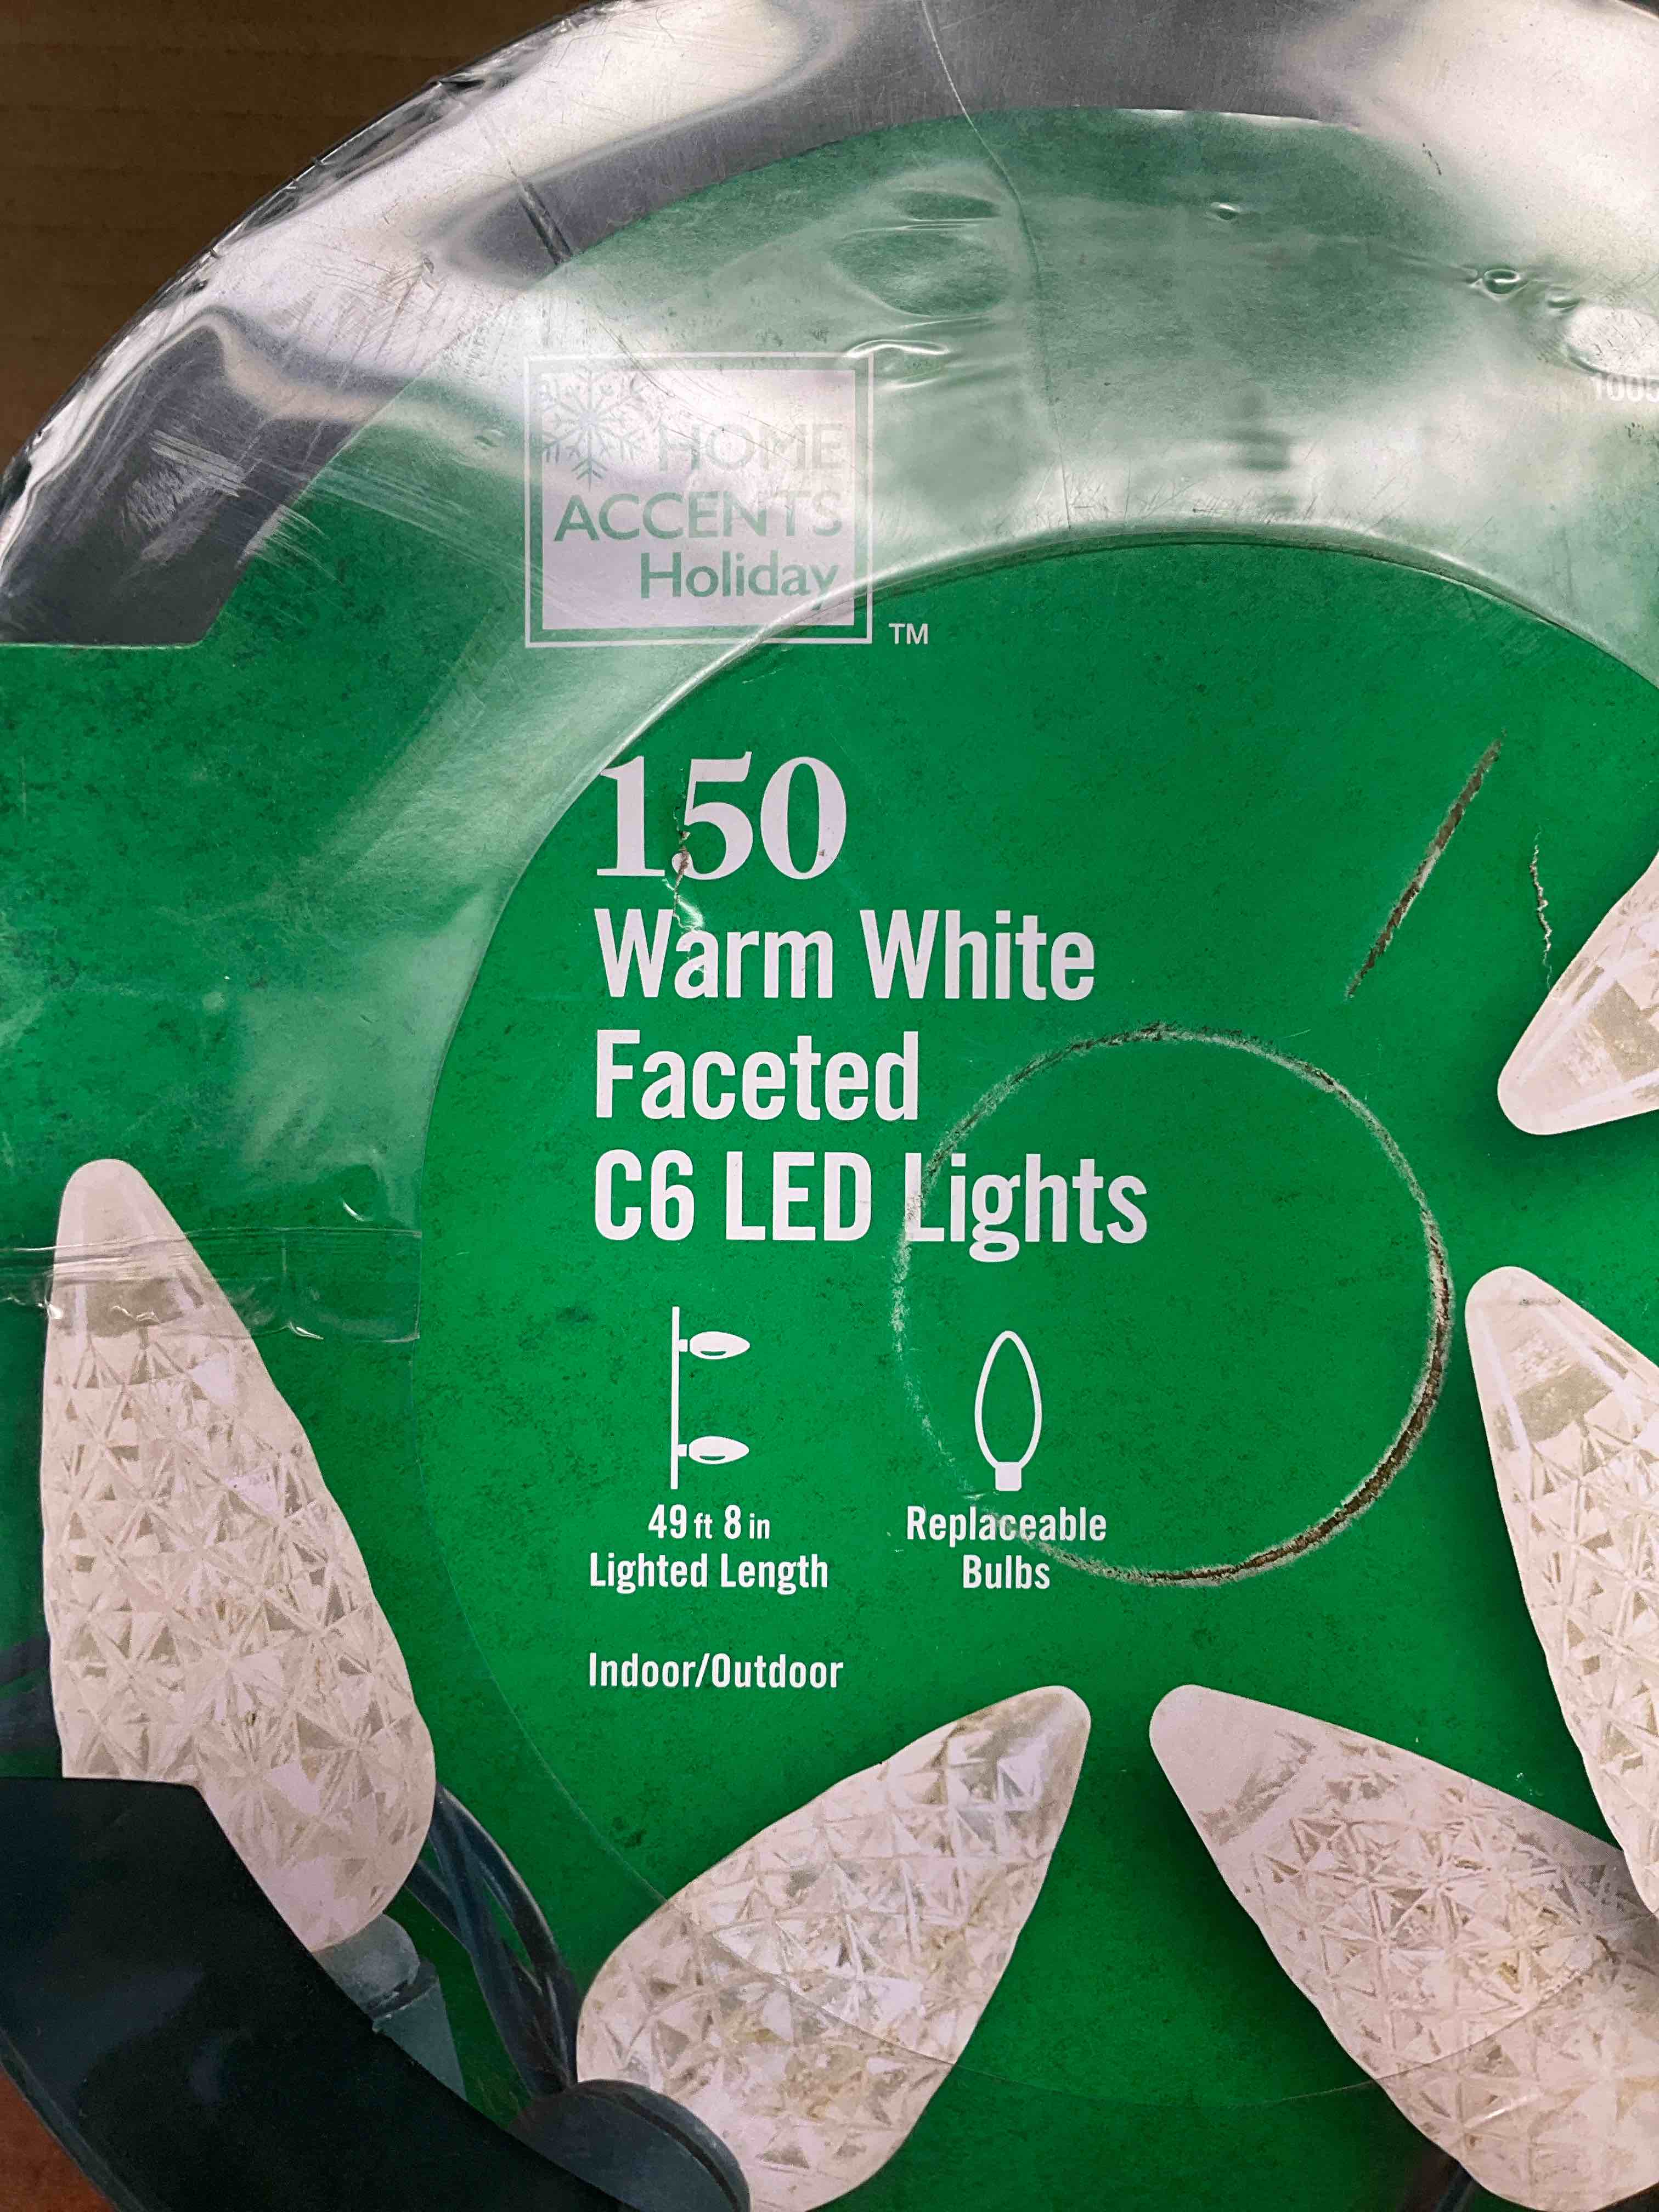 HOME
ACCENTS
Holiday
TM
150
Warm White
Faceted
C6 LED Lights
49 ft 8 in
Lighted Length
Replaceable
Bulbs
Indoor/Outdoor